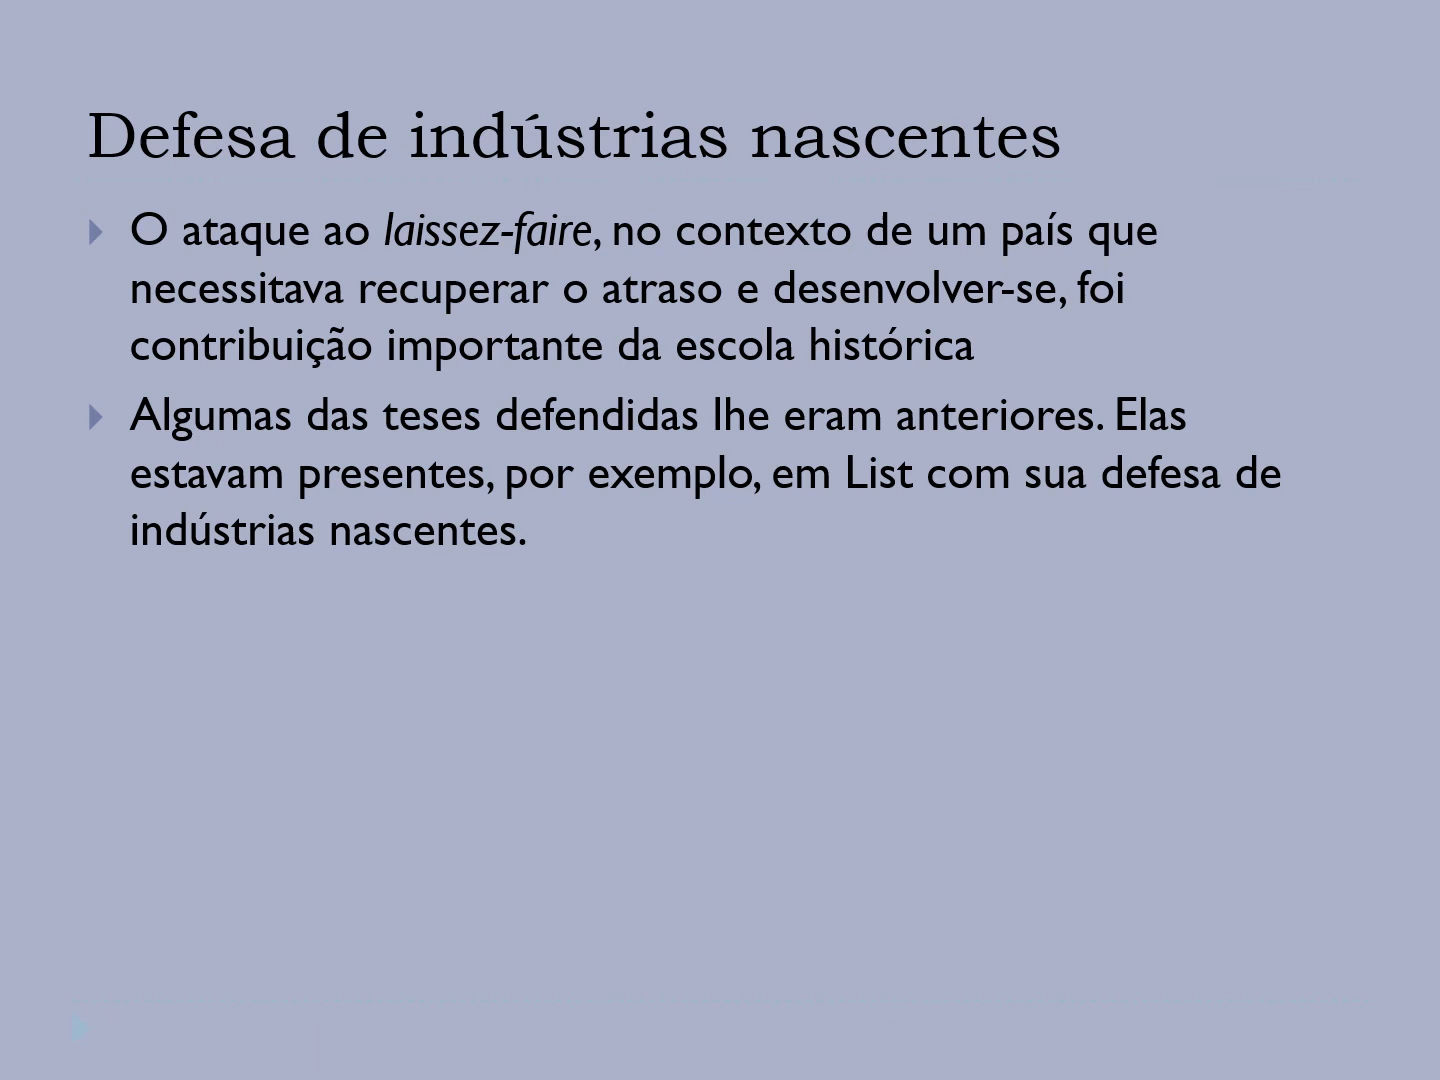 Defesa de indústrias nascentes
O ataque ao laissez-faire, no contexto de um país que
necessitava recuperar o atraso e desenvolver-se, foi
contribuição importante da escola histórica
Algumas das teses defendidas lhe eram anteriores. Elas
estavam presentes, por exemplo, em List com sua defesa de
indústrias nascentes.